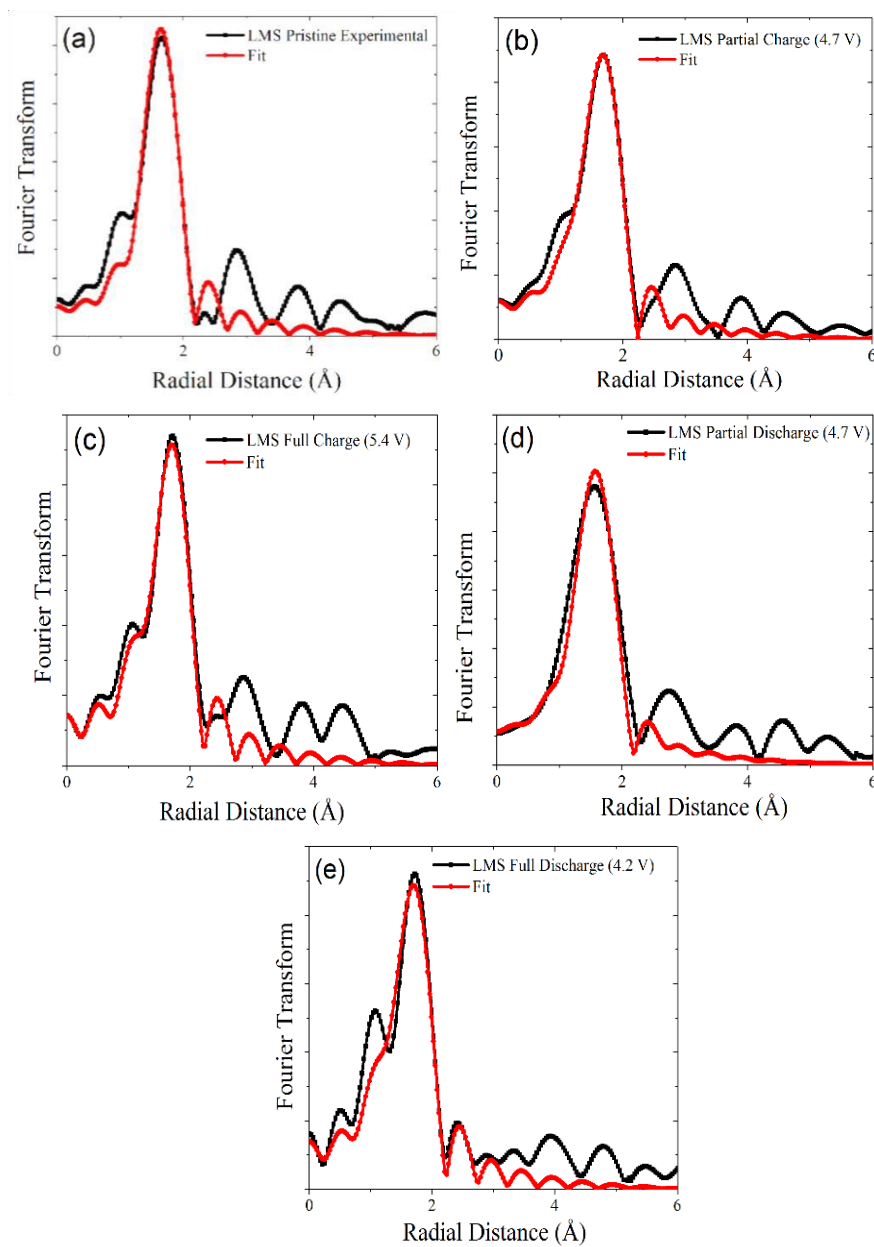 (a)
LMS Pristine Experimental
Fit
Fourier Transform
0 2 4 6
Radial Distance (Å)
(b)
LMS Partial Charge (4.7 V)
Fit
Fourier Transform
0 2 4 6
Radial Distance (Å)
(c)
LMS Full Charge (5.4 V)
Fit
Fourier Transform
0 2 4 6
Radial Distance (Å)
(d)
LMS Partial Discharge (4.7 V)
Fit
Fourier Transform
0 2 4 6
Radial Distance (Å)
(e)
LMS Full Discharge (4.2 V)
Fit
Fourier Transform
0 2 4 6
Radial Distance (Å)